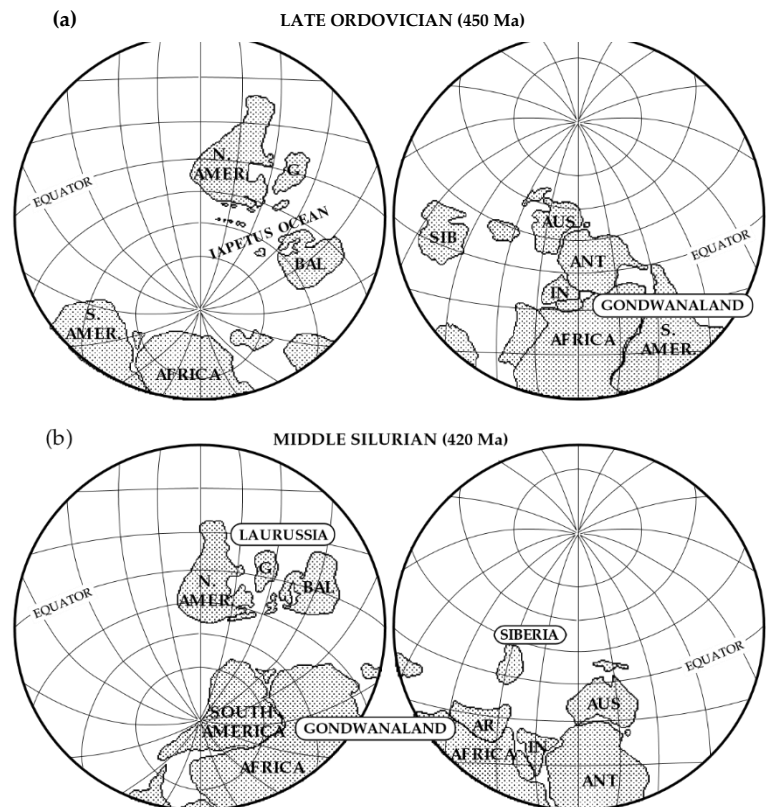 (a) LATE ORDOVICIAN (450 Ma)
N.
AMER.
G
EQUATOR
IAPETUS OCEAN
BAL
S.
AMER.
AFRICA
SIB
AUS
ANT
EQUATOR
IN
GONDWANALAND
AFRICA
S.
AMER.
(b) MIDDLE SILURIAN (420 Ma)
LAURUSSIA
N.
AMER.
G
BAL
EQUATOR
SOUTH
AMERICA
GONDWANALAND
AFRICA
SIBERIA
EQUATOR
AUS
AR
AFRICA
IN
ANT